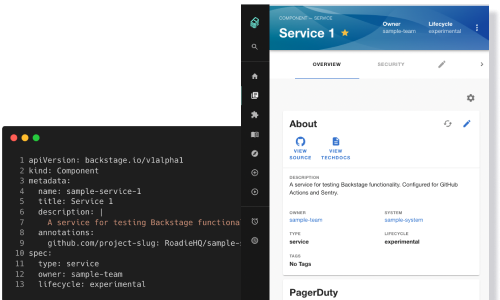 1 apiVersion: backstage.io/v1alpha1
2 kind: Component
3 metadata:
4 name: sample-service-1
5 title: Service 1
6 description: |
7 A service for testing Backstage functiona
8 annotations:
9 github.com/project-slug: RoadieHQ/sample-
10 spec:
11 type: service
12 owner: sample-team
13 lifecycle: experimental
COMPONENT — SERVICE
Service 1
Owner
sample-team
Lifecycle
experimental
OVERVIEW
SECURITY
About
VIEW SOURCE
VIEW TECHDOCS
DESCRIPTION
A service for testing Backstage functionality. Configured for GitHub
Actions and Sentry.
OWNER
sample-team
SYSTEM
sample-system
TYPE
service
LIFECYCLE
experimental
TAGS
No Tags
PagerDuty